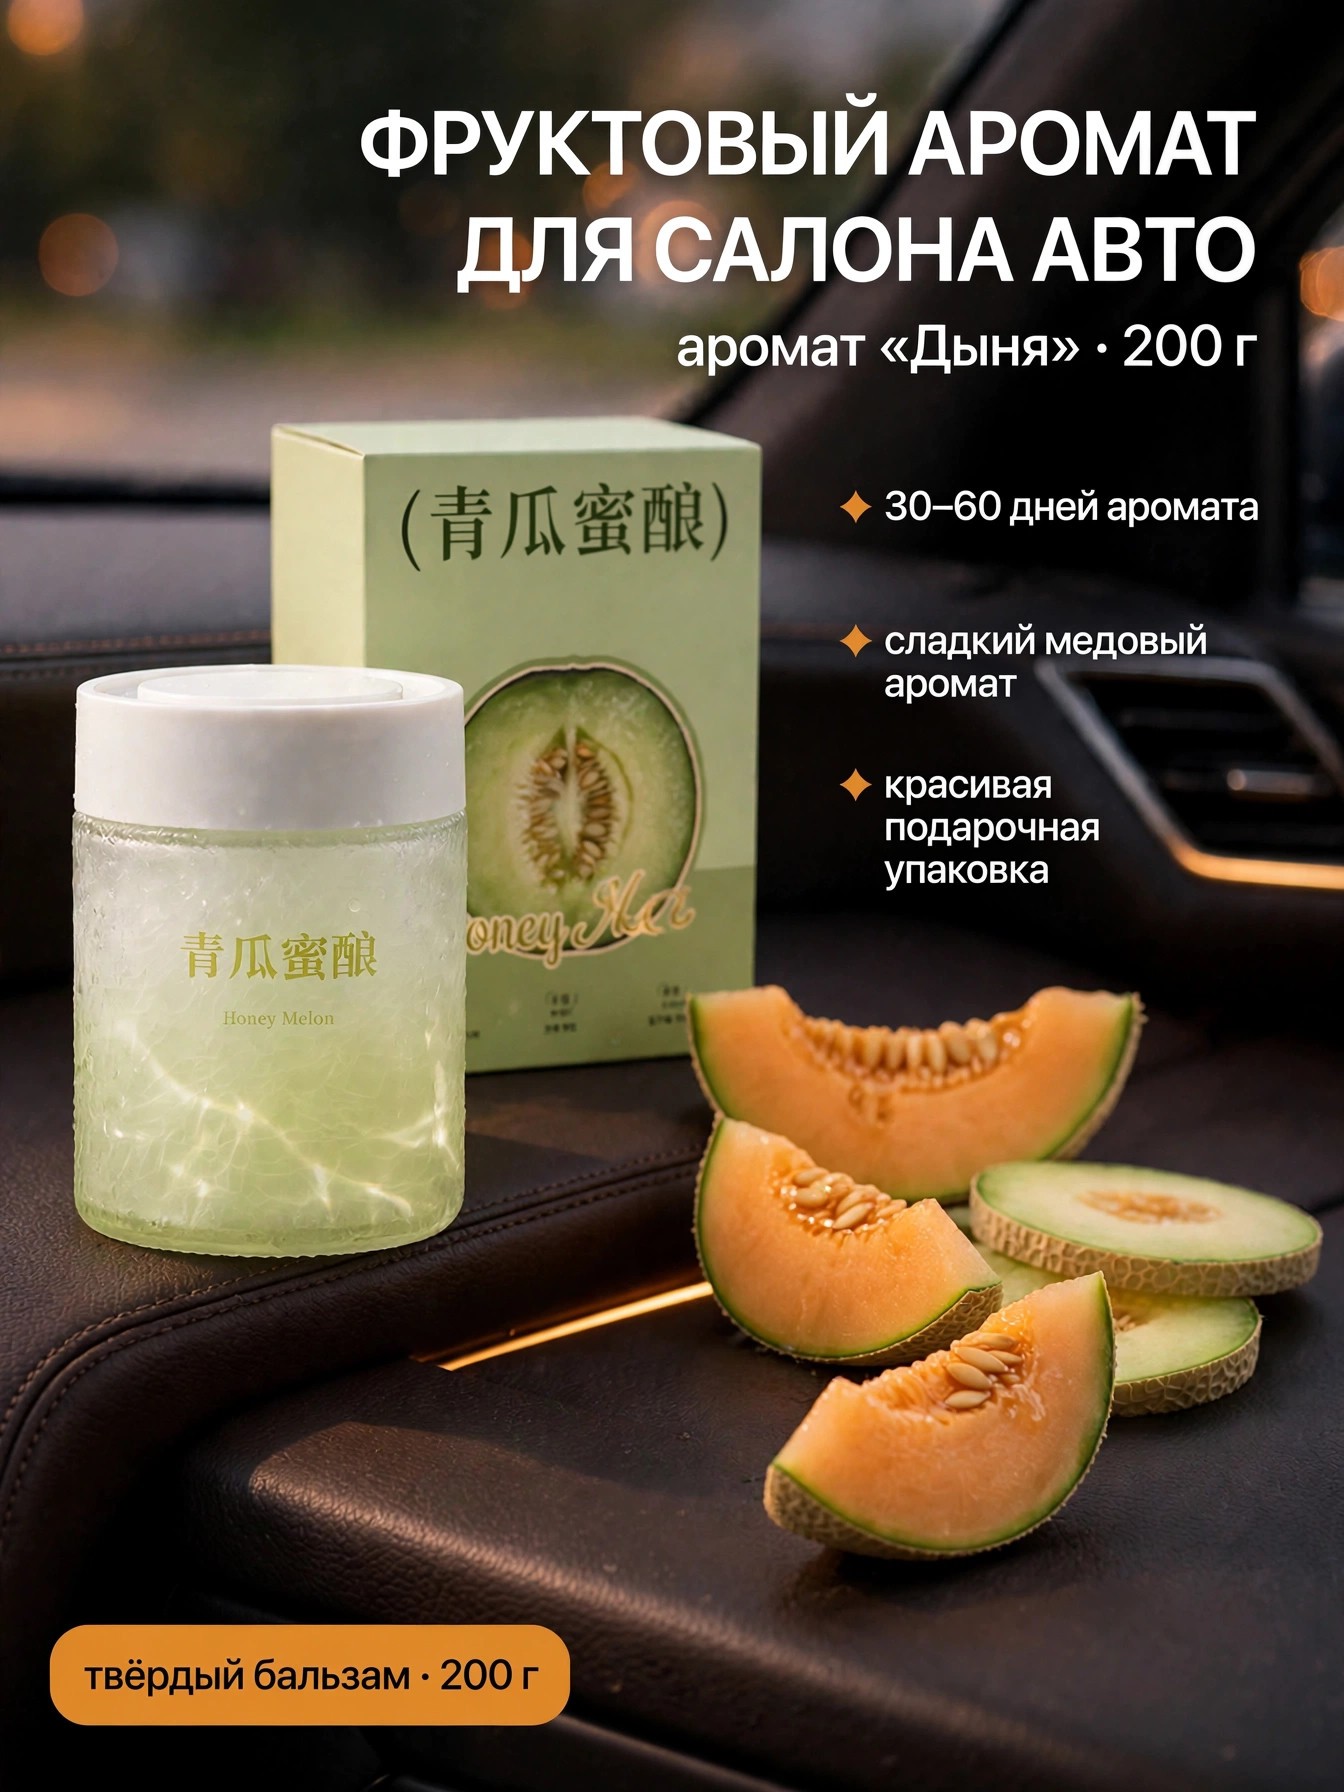 ФРУКТОВЫЙ АРОМАТ
ДЛЯ САЛОНА АВТО
аромат «Дыня» · 200 г
(青瓜蜜酿)
30–60 дней аромата
сладкий медовый
аромат
красивая
подарочная
упаковка
oney
青瓜蜜酿
Honey Melon
твёрдый бальзам · 200 г